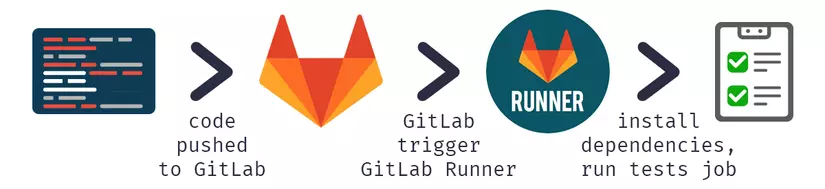 code
pushed
to GitLab
GitLab
trigger
GitLab Runner
RUNNER
install
dependencies,
run tests job